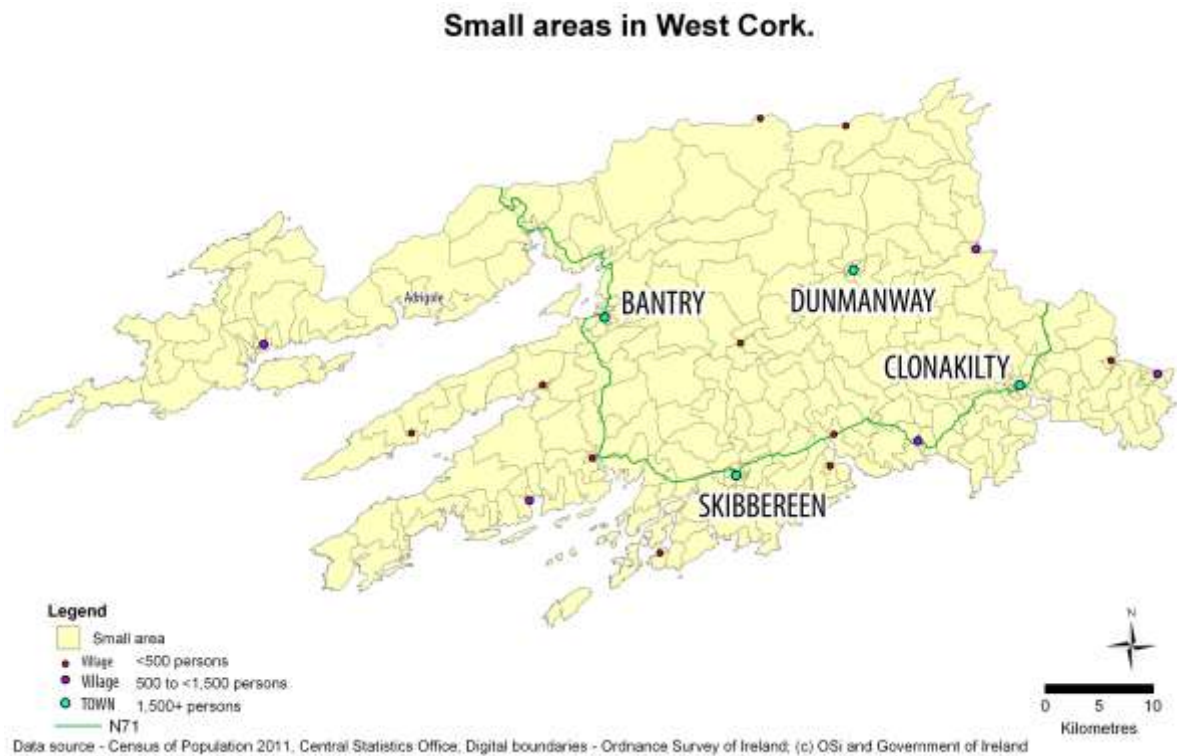 Small areas in West Cork.
Adrigole
BANTRY
DUNMANWAY
CLONAKILTY
SKIBBEREEN
Legend
Small area
Village <500 persons
Village 500 to <1,500 persons
TOWN 1,500+ persons
N71
N
0 5 10
Kilometres
Data source - Census of Population 2011, Central Statistics Office; Digital boundaries - Ordnance Survey of Ireland; (c) OSi and Government of Ireland